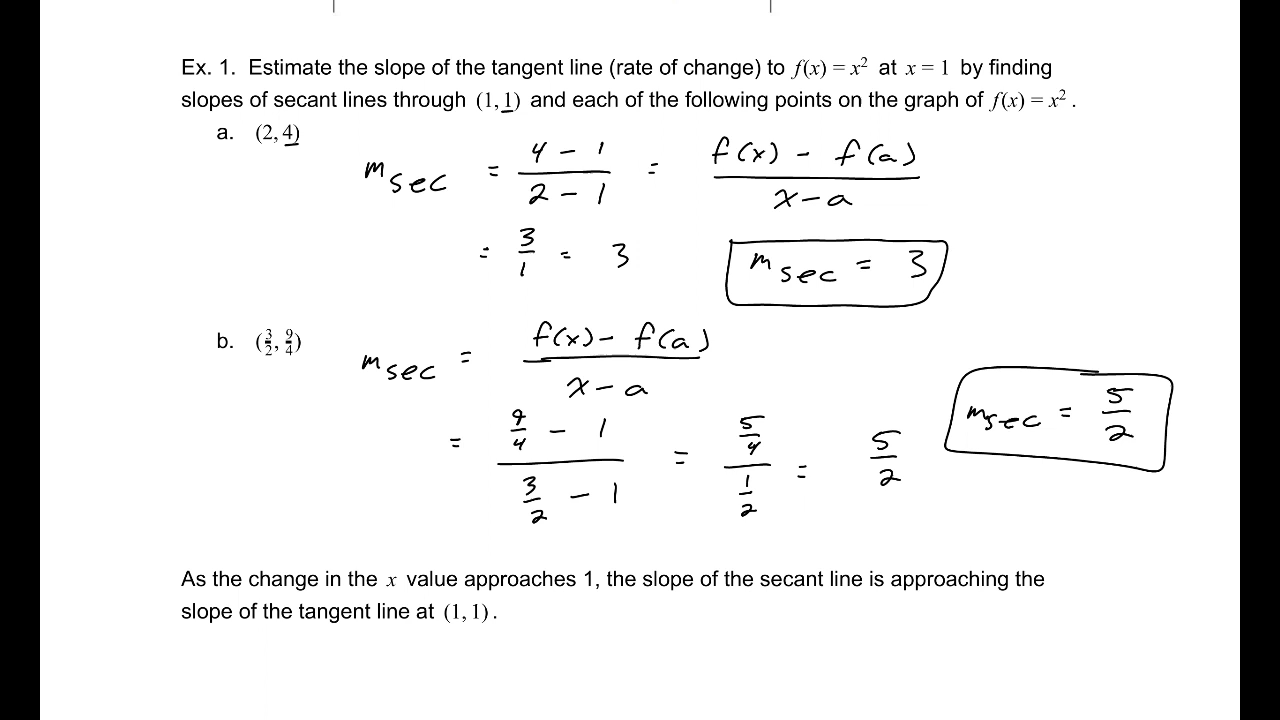 Ex. 1. Estimate the slope of the tangent line (rate of change) to f(x) = x² at x = 1 by finding
slopes of secant lines through (1, 1) and each of the following points on the graph of f(x) = x².
a. (2, 4)
m sec = (4 - 1)/(2 - 1) = (f(x) - f(a))/(x - a)
= 3/1 = 3
m sec = 3
b. (3/2, 9/4)
m sec = (f(x) - f(a))/(x - a)
= (9/4 - 1)/(3/2 - 1) = (5/4)/(1/2) = 5/2
m sec = 5/2
As the change in the x value approaches 1, the slope of the secant line is approaching the
slope of the tangent line at (1, 1).